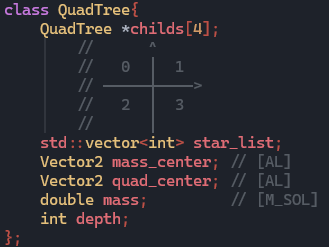 class QuadTree{
    QuadTree *childs[4];
    //        ^
    //    0   |   1
    // ———————|———————>
    //    2   |   3
    //        |
    std::vector<int> star_list;
    Vector2 mass_center; // [AL]
    Vector2 quad_center; // [AL]
    double mass;         // [M_SOL]
    int depth;
};